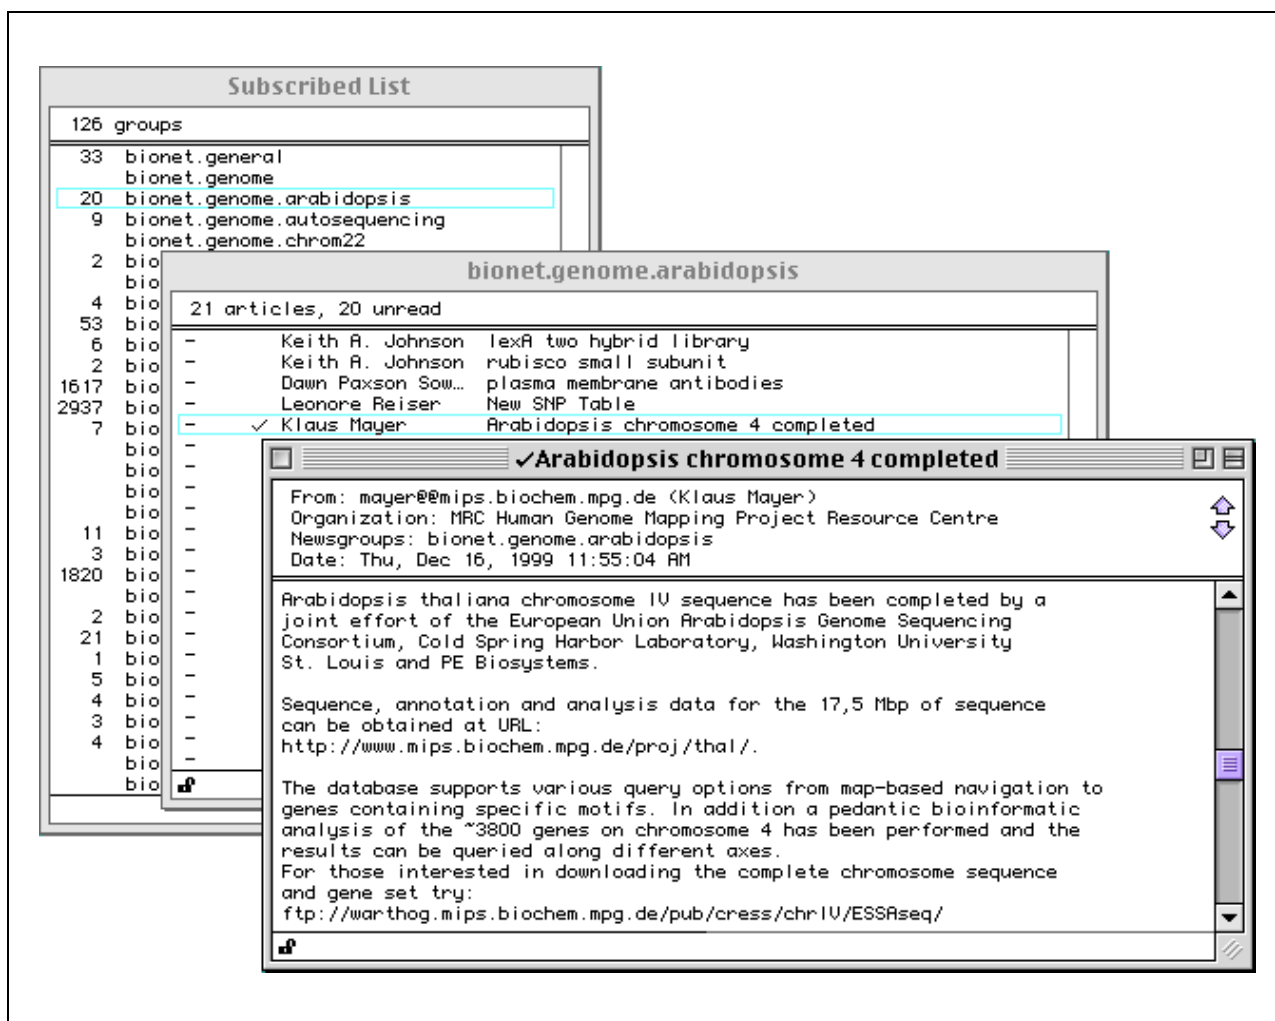 Subscribed List
126 groups
33 bionet.general
bionet.genome
20 bionet.genome.arabidopsis
9 bionet.genome.autosequencing
bionet.genome.chrom22
2 bio
bio
4 bio
53 bio
6 bio
2 bio
1617 bio
2937 bio
7 bio
bio
bio
bio
11 bio
3 bio
1820 bio
bio
2 bio
21 bio
1 bio
5 bio
4 bio
3 bio
4 bio
bio
bio
bionet.genome.arabidopsis
21 articles, 20 unread
- Keith A. Johnson lexA two hybrid library
- Keith A. Johnson rubisco small subunit
- Dawn Paxson Sow… plasma membrane antibodies
- Leonore Reiser New SNP Table
- ✓ Klaus Mayer Arabidopsis chromosome 4 completed
✓Arabidopsis chromosome 4 completed
From: mayer@@mips.biochem.mpg.de (Klaus Mayer)
Organization: MRC Human Genome Mapping Project Resource Centre
Newsgroups: bionet.genome.arabidopsis
Date: Thu, Dec 16, 1999 11:55:04 AM
Arabidopsis thaliana chromosome IV sequence has been completed by a
joint effort of the European Union Arabidopsis Genome Sequencing
Consortium, Cold Spring Harbor Laboratory, Washington University
St. Louis and PE Biosystems.
Sequence, annotation and analysis data for the 17,5 Mbp of sequence
can be obtained at URL:
http://www.mips.biochem.mpg.de/proj/thal/.
The database supports various query options from map-based navigation to
genes containing specific motifs. In addition a pedantic bioinformatic
analysis of the ~3800 genes on chromosome 4 has been performed and the
results can be queried along different axes.
For those interested in downloading the complete chromosome sequence
and gene set try:
ftp://warthog.mips.biochem.mpg.de/pub/cress/chrIV/ESSAseq/